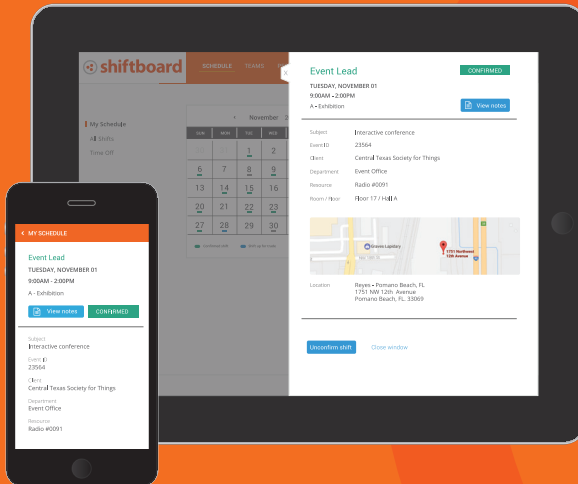 shiftboard
SCHEDULE TEAMS
My Schedule
All Shifts
Time Off
‹ November
SUN MON TUE WED
1 2
6 7 8 9
13 14 15 16
20 21 22 23
27 28 29 30
X
Event Lead
CONFIRMED
TUESDAY, NOVEMBER 01
9:00AM - 2:00PM
A - Exhibition
View notes
Subject Interactive conference
Event ID 23564
Client Central Texas Society for Things
Department Event Office
Resource Radio #0091
Room / Floor Floor 17 / Hall A
Graves Lapidary
1751 Northwest
12th Avenue
Location Reyes - Pomano Beach, FL
1751 NW 12th Avenue
Pomano Beach, FL, 33069
Unconfirm shift Close window
‹ MY SCHEDULE
Event Lead
TUESDAY, NOVEMBER 01
9:00AM - 2:00PM
A - Exhibition
View notes CONFIRMED
Subject
Interactive conference
Event ID
23564
Client
Central Texas Society for Things
Department
Event Office
Resource
Radio #0091